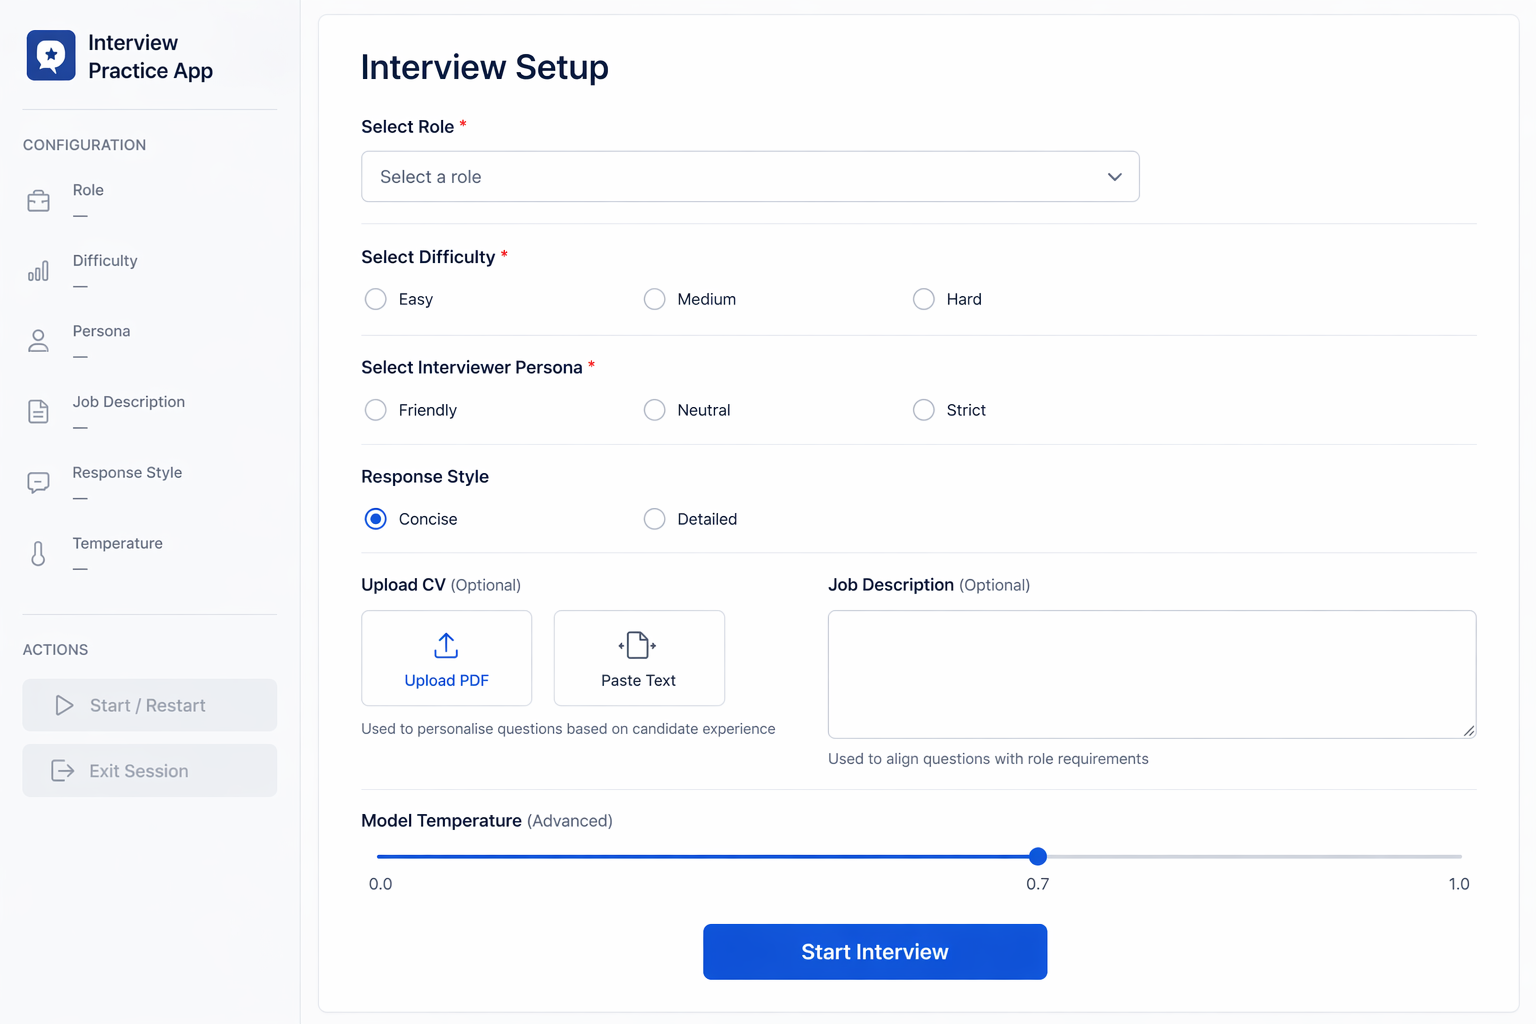 Interview
Practice App
CONFIGURATION
Role
—
Difficulty
—
Persona
—
Job Description
—
Response Style
—
Temperature
—
ACTIONS
Start / Restart
Exit Session
Interview Setup
Select Role *
Select a role
Select Difficulty *
Easy Medium Hard
Select Interviewer Persona *
Friendly Neutral Strict
Response Style
Concise Detailed
Upload CV (Optional)
Upload PDF Paste Text
Used to personalise questions based on candidate experience
Job Description (Optional)
Used to align questions with role requirements
Model Temperature (Advanced)
0.0 0.7 1.0
Start Interview